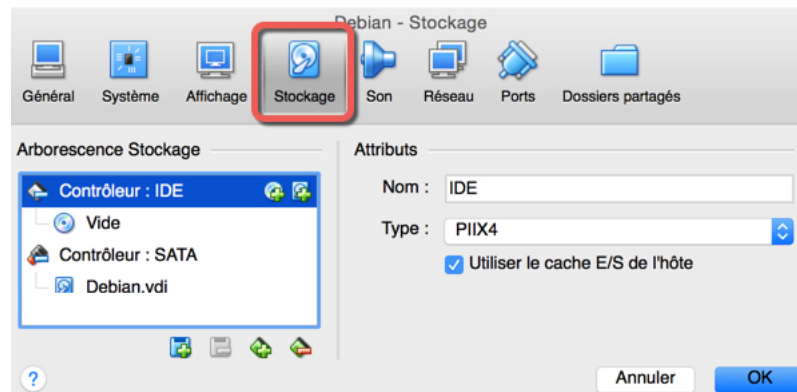 Debian - Stockage
Général Système Affichage Stockage Son Réseau Ports Dossiers partagés
Arborescence Stockage
Contrôleur : IDE
Vide
Contrôleur : SATA
Debian.vdi
Attributs
Nom : IDE
Type : PIIX4
Utiliser le cache E/S de l'hôte
?
Annuler OK